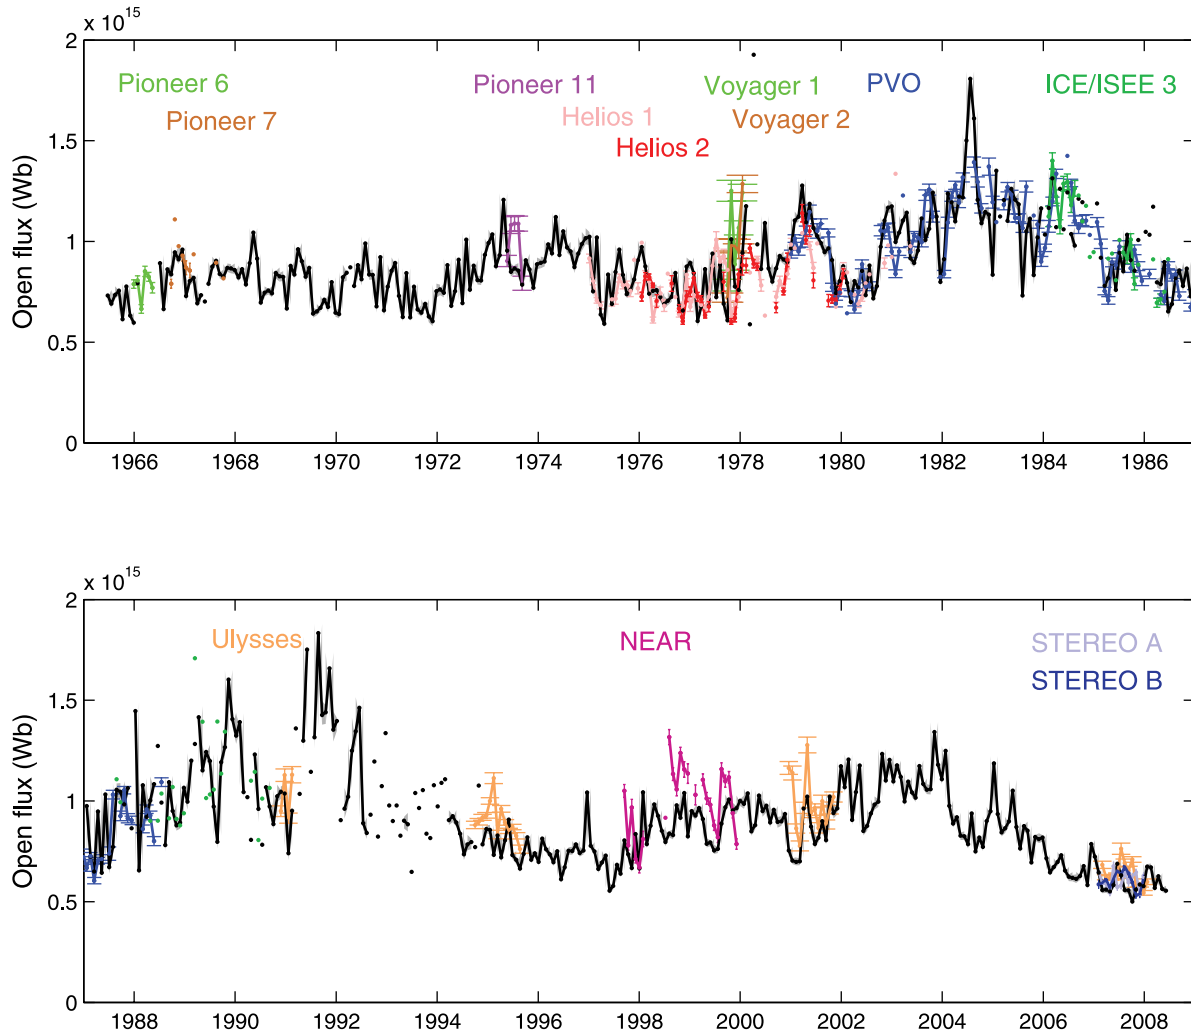 x 10^15
2
Pioneer 6 Pioneer 11 Voyager 1 PVO ICE/ISEE 3
Pioneer 7 Helios 1 Voyager 2
Helios 2
1.5
Open flux (Wb)
1
0.5
0
1966 1968 1970 1972 1974 1976 1978 1980 1982 1984 1986
x 10^15
2
Ulysses NEAR STEREO A
STEREO B
1.5
Open flux (Wb)
1
0.5
0
1988 1990 1992 1994 1996 1998 2000 2002 2004 2006 2008